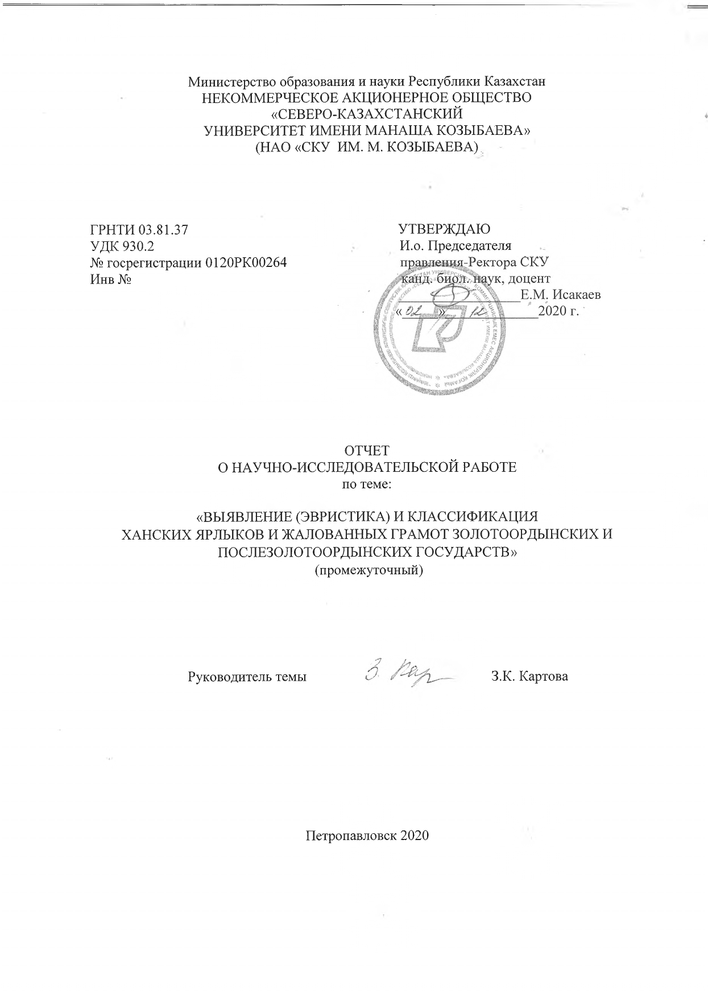 Министерство образования и науки Республики Казахстан
НЕКОММЕРЧЕСКОЕ АКЦИОНЕРНОЕ ОБЩЕСТВО
«СЕВЕРО-КАЗАХСТАНСКИЙ
УНИВЕРСИТЕТ ИМЕНИ МАНАША КОЗЫБАЕВА»
(НАО «СКУ ИМ. М. КОЗЫБАЕВА)
ГРНТИ 03.81.37
УДК 930.2
№ госрегистрации 0120РК00264
Инв №
УТВЕРЖДАЮ
И.о. Председателя
правления-Ректора СКУ
канд. биол. наук, доцент
Е.М. Исакаев
« 02 » 12 2020 г.
ОТЧЕТ
О НАУЧНО-ИССЛЕДОВАТЕЛЬСКОЙ РАБОТЕ
по теме:
«ВЫЯВЛЕНИЕ (ЭВРИСТИКА) И КЛАССИФИКАЦИЯ
ХАНСКИХ ЯРЛЫКОВ И ЖАЛОВАННЫХ ГРАМОТ ЗОЛОТООРДЫНСКИХ И
ПОСЛЕЗОЛОТООРДЫНСКИХ ГОСУДАРСТВ»
(промежуточный)
Руководитель темы З. Кар З.К. Картова
Петропавловск 2020